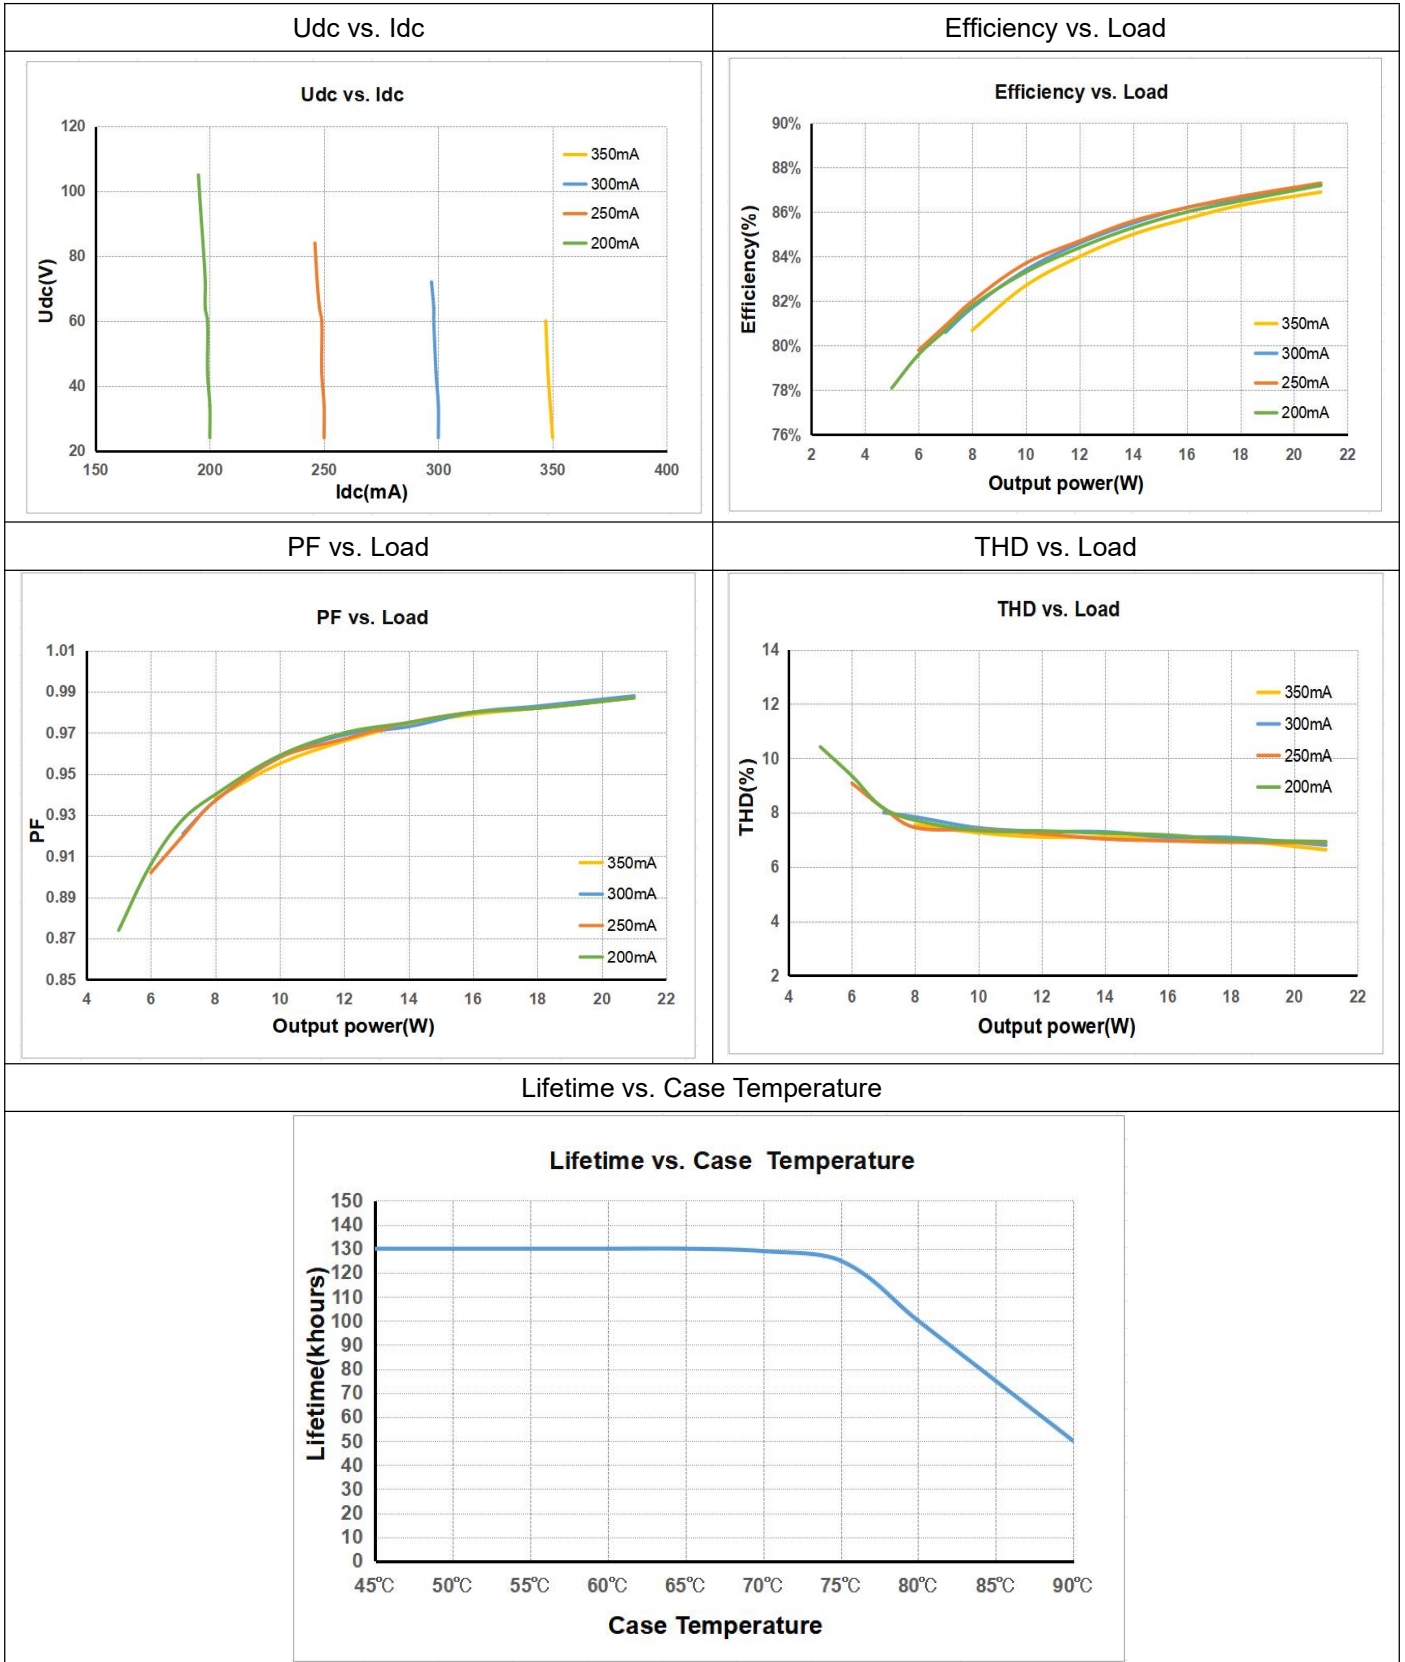 Udc vs. Idc
Efficiency vs. Load
Udc vs. Idc
120
100
80
60
40
20
Udc(V)
350mA
300mA
250mA
200mA
150
200
250
300
350
400
Idc(mA)
Efficiency vs. Load
90%
88%
86%
84%
82%
80%
78%
76%
Efficiency(%)
350mA
300mA
250mA
200mA
2
4
6
8
10
12
14
16
18
20
22
Output power(W)
PF vs. Load
THD vs. Load
PF vs. Load
1.01
0.99
0.97
0.95
0.93
0.91
0.89
0.87
0.85
PF
350mA
300mA
250mA
200mA
4
6
8
10
12
14
16
18
20
22
Output power(W)
THD vs. Load
14
12
10
8
6
4
2
THD(%)
350mA
300mA
250mA
200mA
4
6
8
10
12
14
16
18
20
22
Output power(W)
Lifetime vs. Case Temperature
Lifetime vs. Case Temperature
150
140
130
120
110
100
90
80
70
60
50
40
30
20
10
0
Lifetime(khours)
45℃
50℃
55℃
60℃
65℃
70℃
75℃
80℃
85℃
90℃
Case Temperature